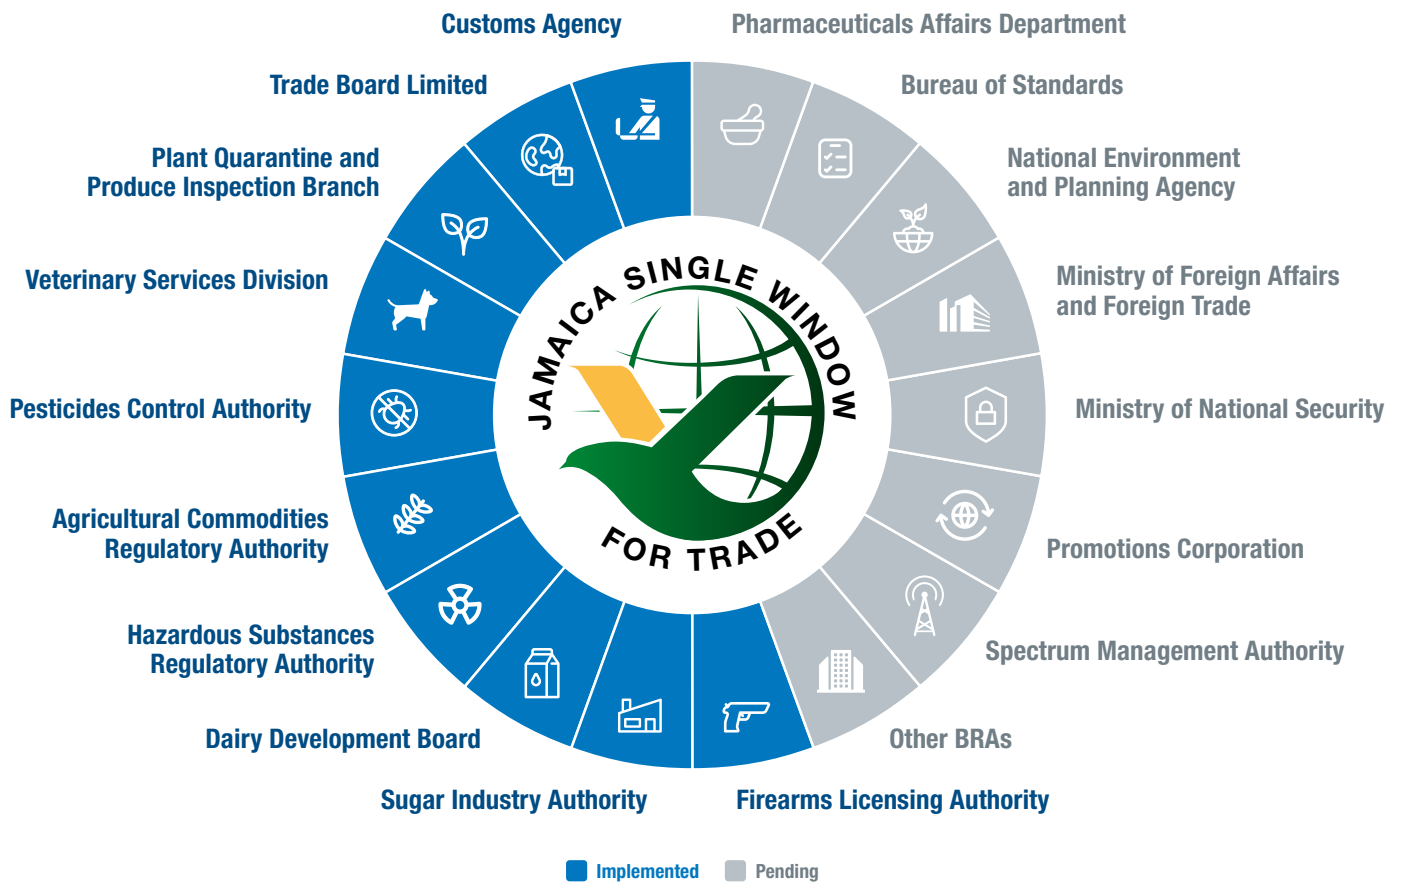 Customs Agency
Pharmaceuticals Affairs Department
Trade Board Limited
Bureau of Standards
Plant Quarantine and
Produce Inspection Branch
National Environment
and Planning Agency
Veterinary Services Division
Ministry of Foreign Affairs
and Foreign Trade
JAMAICA SINGLE WINDOW
FOR TRADE
Pesticides Control Authority
Ministry of National Security
Agricultural Commodities
Regulatory Authority
Promotions Corporation
Hazardous Substances
Regulatory Authority
Spectrum Management Authority
Dairy Development Board
Other BRAs
Sugar Industry Authority
Firearms Licensing Authority
Implemented
Pending